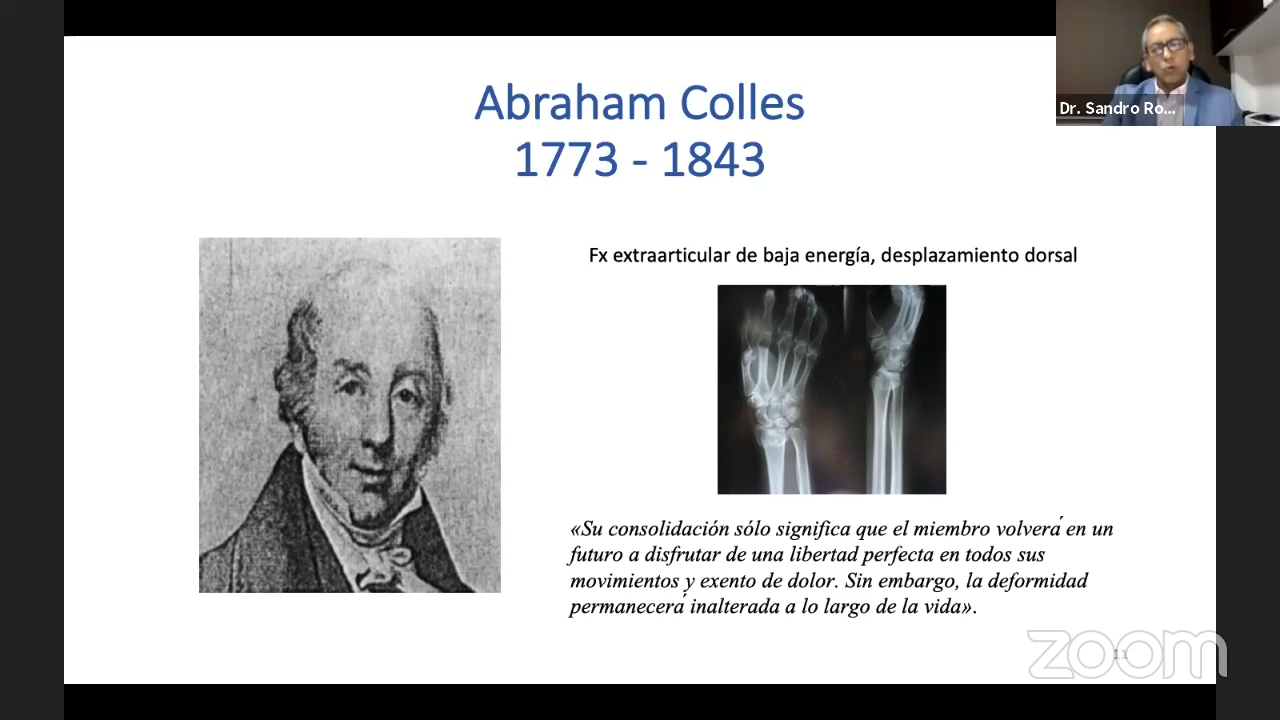 Abraham Colles
1773 - 1843
Dr. Sandro Ro...
Fx extraarticular de baja energía, desplazamiento dorsal
«Su consolidación sólo significa que el miembro volverá en un
futuro a disfrutar de una libertad perfecta en todos sus
movimientos y exento de dolor. Sin embargo, la deformidad
permanecerá inalterada a lo largo de la vida».
zoom
11